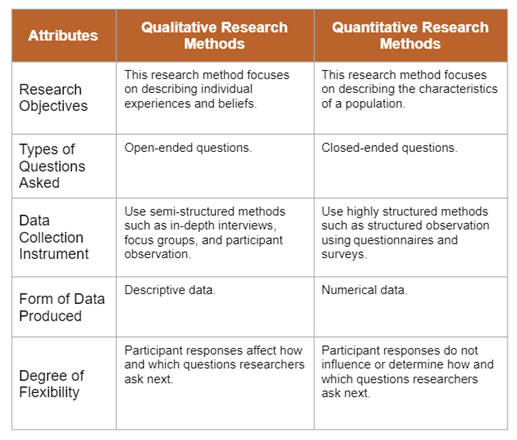 Attributes
Qualitative Research
Methods
Quantitative Research
Methods
Research
Objectives
This research method focuses
on describing individual
experiences and beliefs.
This research method focuses
on describing the characteristics
of a population.
Types of
Questions
Asked
Open-ended questions.
Closed-ended questions.
Data
Collection
Instrument
Use semi-structured methods
such as in-depth interviews,
focus groups, and participant
observation.
Use highly structured methods
such as structured observation
using questionnaires and
surveys.
Form of Data
Produced
Descriptive data.
Numerical data.
Degree of
Flexibility
Participant responses affect how
and which questions researchers
ask next.
Participant responses do not
influence or determine how and
which questions researchers
ask next.